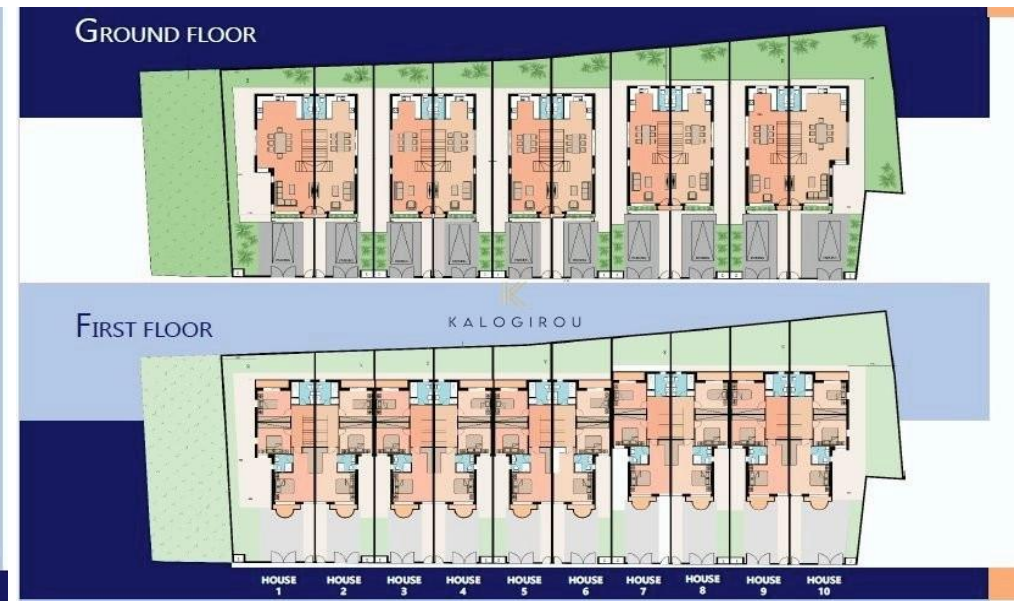 GROUND FLOOR
KALOGIROU
FIRST FLOOR
HOUSE 1
HOUSE 2
HOUSE 3
HOUSE 4
HOUSE 5
HOUSE 6
HOUSE 7
HOUSE 8
HOUSE 9
HOUSE 10